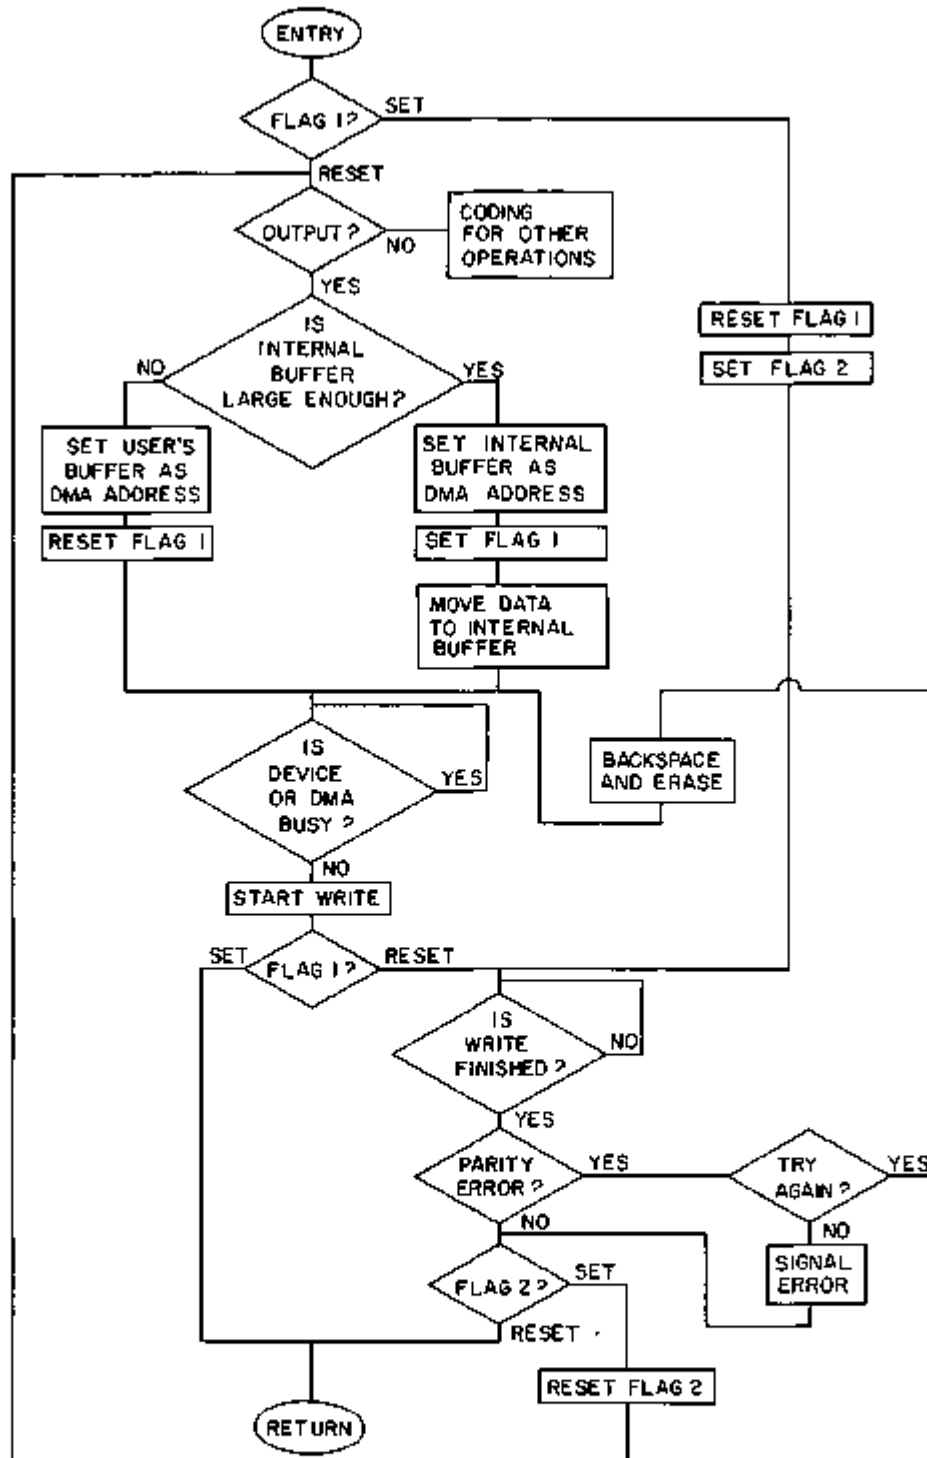 ENTRY
FLAG 1?
SET
RESET
OUTPUT?
NO
CODING
FOR OTHER
OPERATIONS
YES
IS
INTERNAL
BUFFER
LARGE ENOUGH?
NO
YES
RESET FLAG 1
SET FLAG 2
SET USER'S
BUFFER AS
DMA ADDRESS
RESET FLAG 1
SET INTERNAL
BUFFER AS
DMA ADDRESS
SET FLAG 1
MOVE DATA
TO INTERNAL
BUFFER
IS
DEVICE
OR DMA
BUSY?
YES
BACKSPACE
AND ERASE
NO
START WRITE
SET
FLAG 1?
RESET
IS
WRITE
FINISHED?
NO
YES
PARITY
ERROR?
YES
TRY
AGAIN?
YES
NO
NO
SIGNAL
ERROR
FLAG 2?
SET
RESET
RESET FLAG 2
RETURN